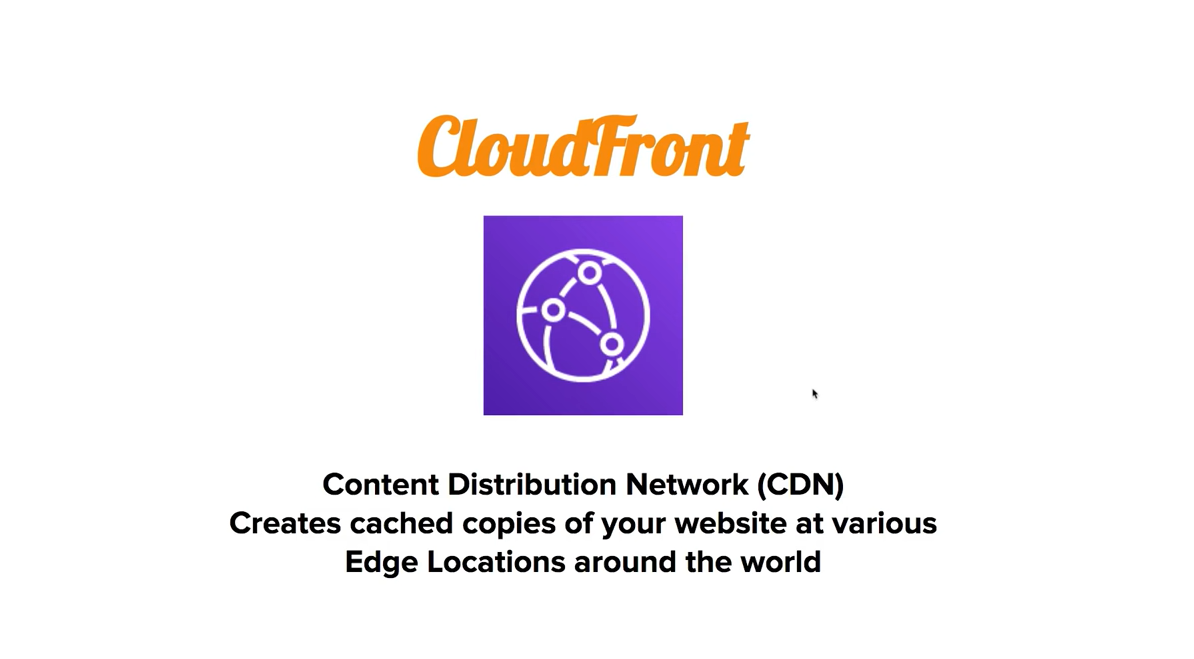 CloudFront
Content Distribution Network (CDN)
Creates cached copies of your website at various
Edge Locations around the world